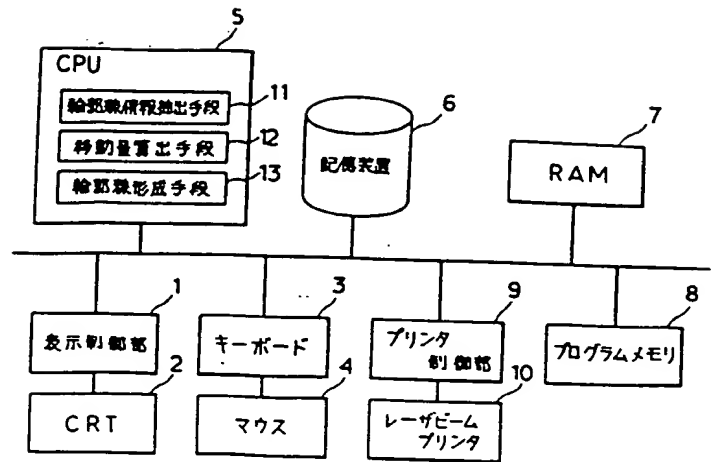 5
CPU
輪郭線情報抽出手段
11
移動量算出手段
12
輪郭線形成手段
13
6
記憶装置
7
RAM
1
表示制御部
2
CRT
3
キーボード
4
マウス
9
プリンタ
制御部
10
レーザビーム
プリンタ
8
プログラムメモリ